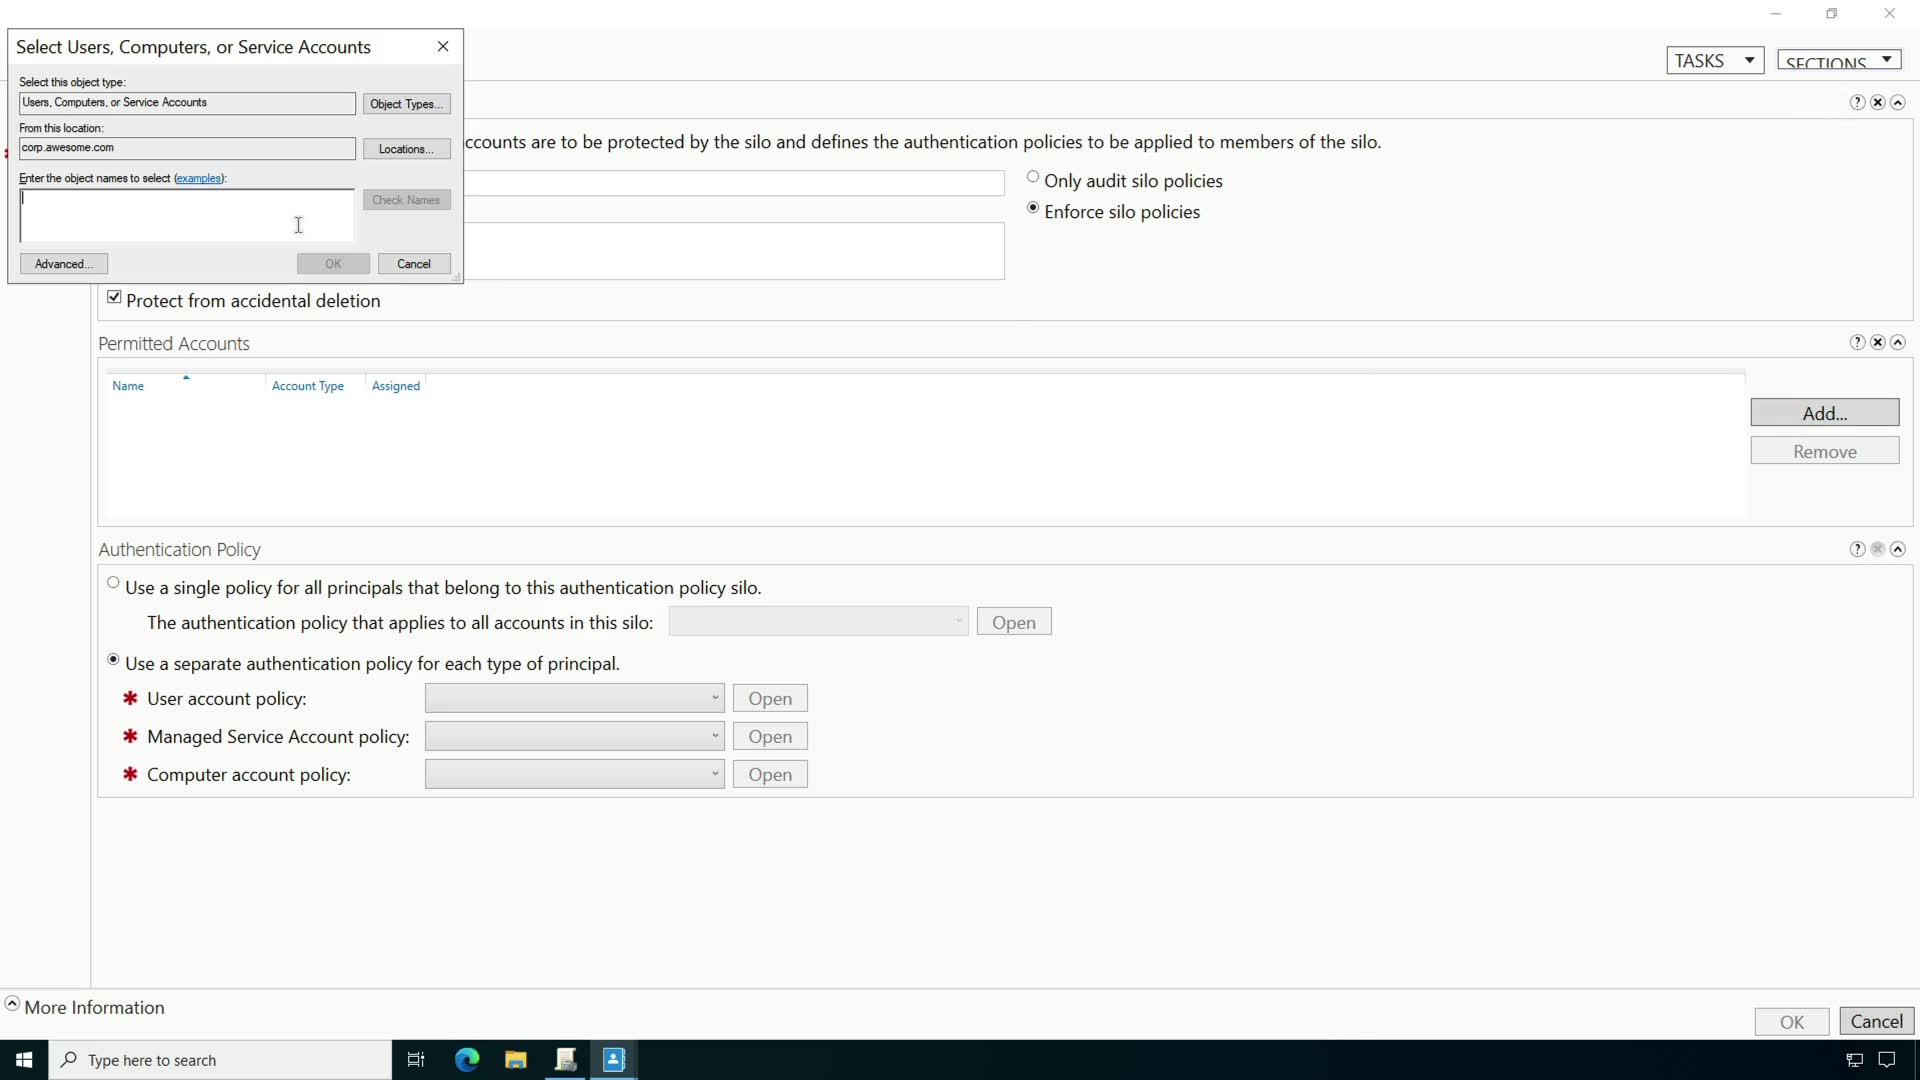 Select Users, Computers, or Service Accounts
Select this object type:
Users, Computers, or Service Accounts
Object Types...
From this location:
corp.awesome.com
Locations...
Enter the object names to select (examples):
Check Names
Advanced...
OK
Cancel
TASKS
SECTIONS
ccounts are to be protected by the silo and defines the authentication policies to be applied to members of the silo.
Only audit silo policies
Enforce silo policies
Protect from accidental deletion
Permitted Accounts
Name
Account Type
Assigned
Add...
Remove
Authentication Policy
Use a single policy for all principals that belong to this authentication policy silo.
The authentication policy that applies to all accounts in this silo:
Open
Use a separate authentication policy for each type of principal.
User account policy:
Open
Managed Service Account policy:
Open
Computer account policy:
Open
More Information
OK
Cancel
Type here to search